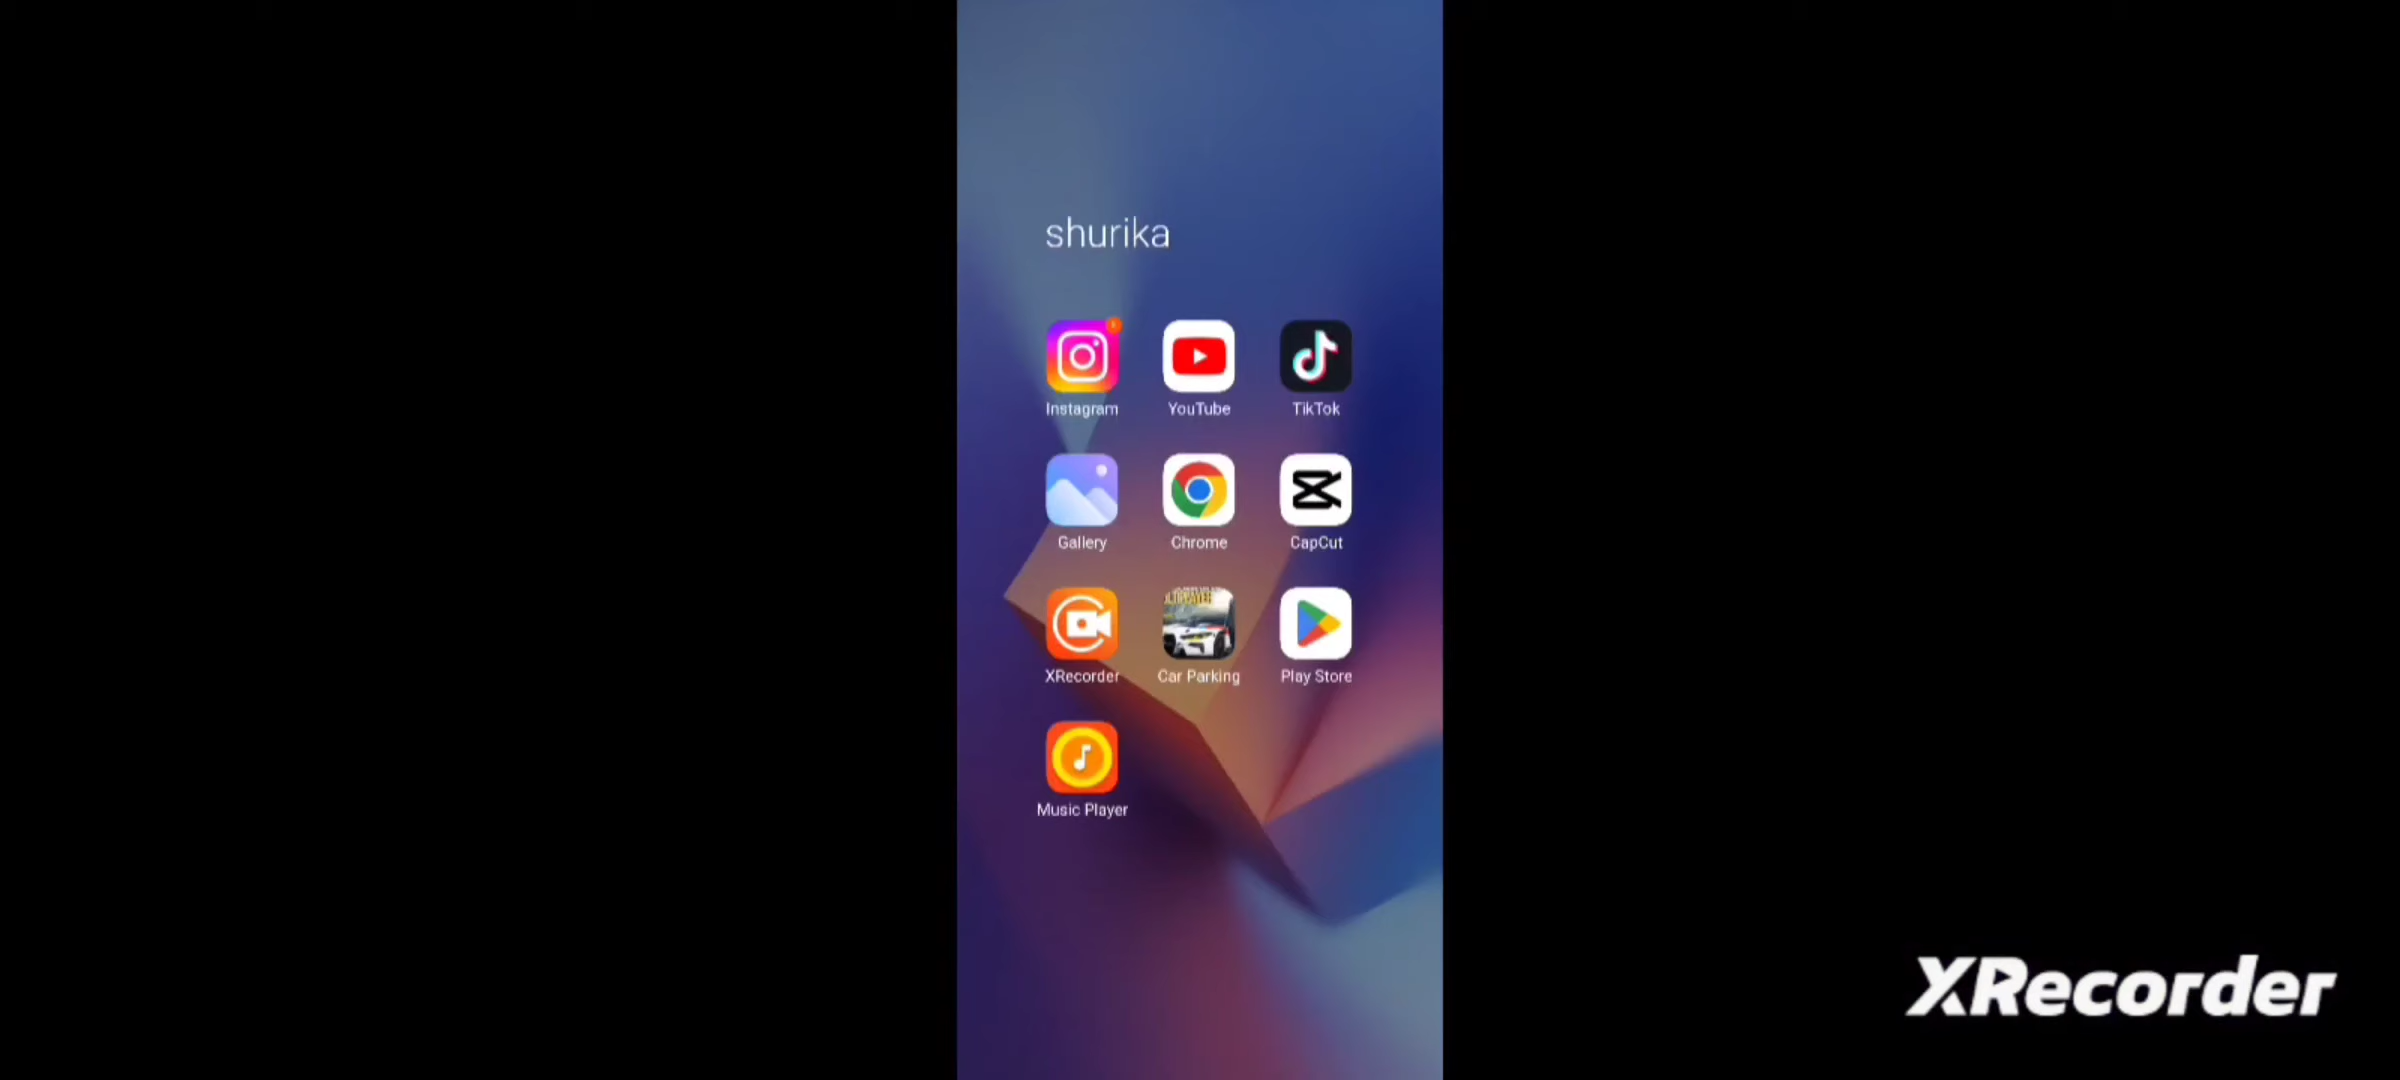 shurika
Instagram YouTube TikTok
Gallery Chrome CapCut
XRecorder Car Parking Play Store
Music Player
XRecorder